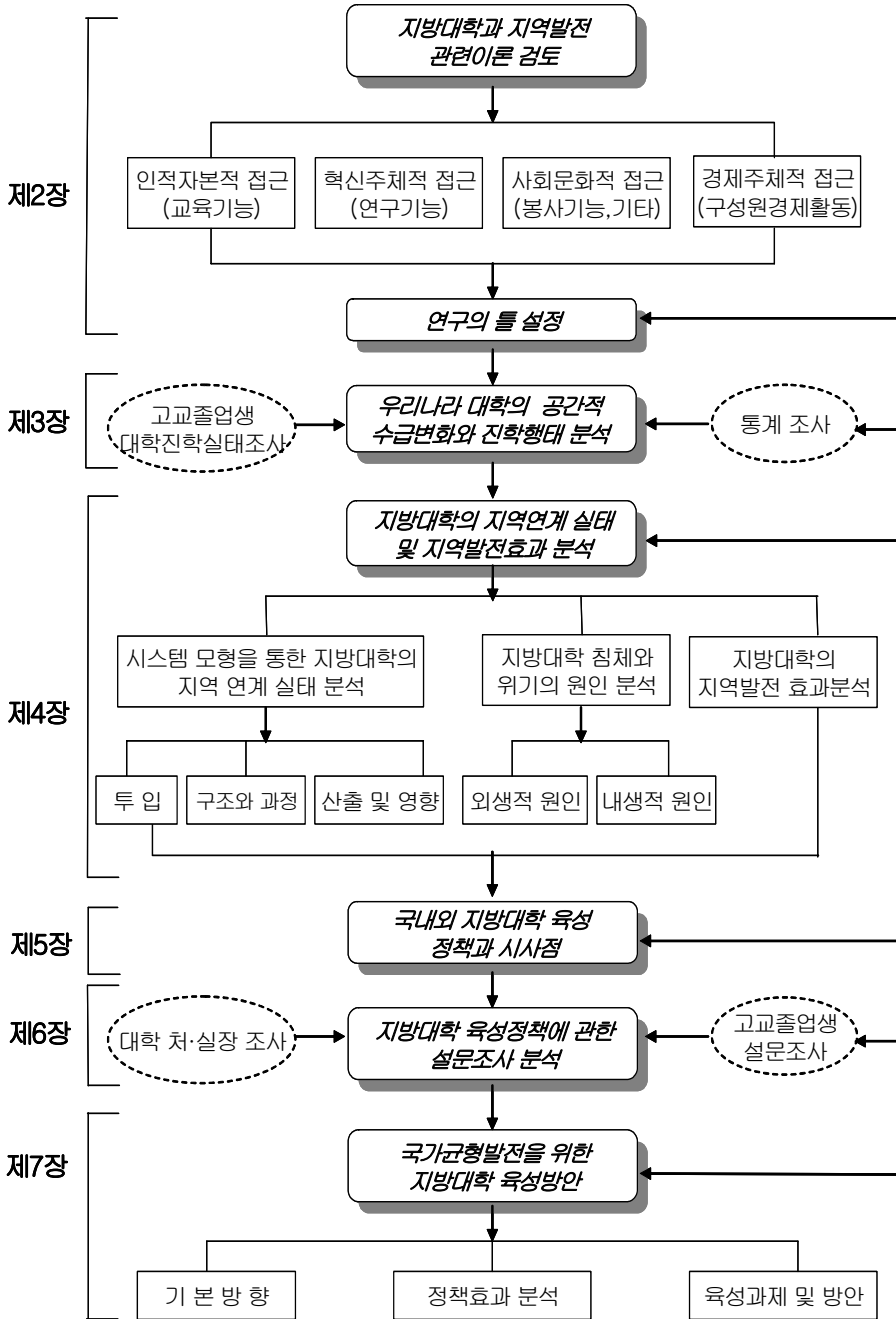 지방대학과 지역발전
관련이론 검토
제2장
인적자본적 접근
(교육기능)
혁신주체적 접근
(연구기능)
사회문화적 접근
(봉사기능,기타)
경제주체적 접근
(구성원경제활동)
연구의 틀 설정
제3장
고교졸업생
대학진학실태조사
우리나라 대학의 공간적
수급변화와 진학행태 분석
통계 조사
지방대학의 지역연계 실태
및 지역발전효과 분석
제4장
시스템 모형을 통한 지방대학의
지역 연계 실태 분석
지방대학 침체와
위기의 원인 분석
지방대학의
지역발전 효과분석
투 입
구조와 과정
산출 및 영향
외생적 원인
내생적 원인
제5장
국내외 지방대학 육성
정책과 시사점
제6장
대학 처·실장 조사
지방대학 육성정책에 관한
설문조사 분석
고교졸업생
설문조사
제7장
국가균형발전을 위한
지방대학 육성방안
기 본 방 향
정책효과 분석
육성과제 및 방안